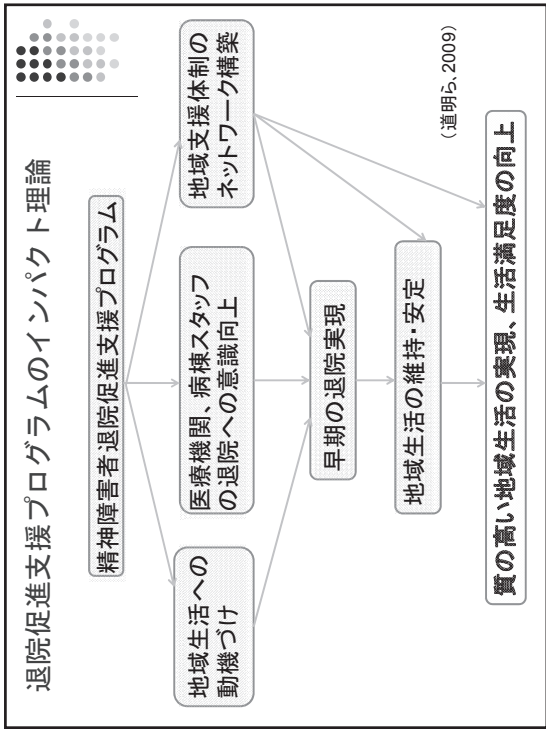 退院促進支援プログラムのインパクト理論
精神障害者退院促進支援プログラム
地域生活への
動機づけ
医療機関、病棟スタッフ
の退院への意識向上
地域支援体制の
ネットワーク構築
早期の退院実現
地域生活の維持・安定
(道明ら、2009)
質の高い地域生活の実現、生活満足度の向上